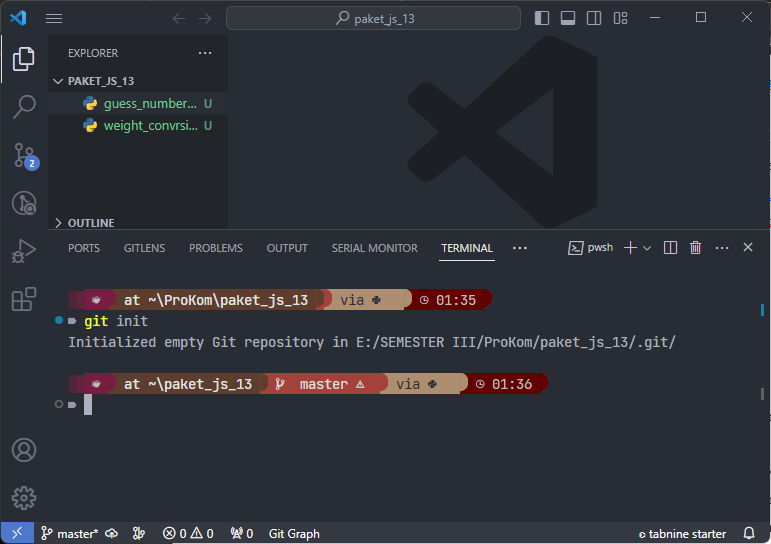 paket_js_13
EXPLORER
PAKET_JS_13
guess_number... U
weight_convrsi... U
2
OUTLINE
PORTS GITLENS PROBLEMS OUTPUT SERIAL MONITOR TERMINAL ... pwsh
at ~\ProKom\paket_js_13 via 01:35
git init
Initialized empty Git repository in E:/SEMESTER III/ProKom/paket_js_13/.git/
at ~\paket_js_13 master via 01:36
master* 0 0 0 Git Graph tabnine starter